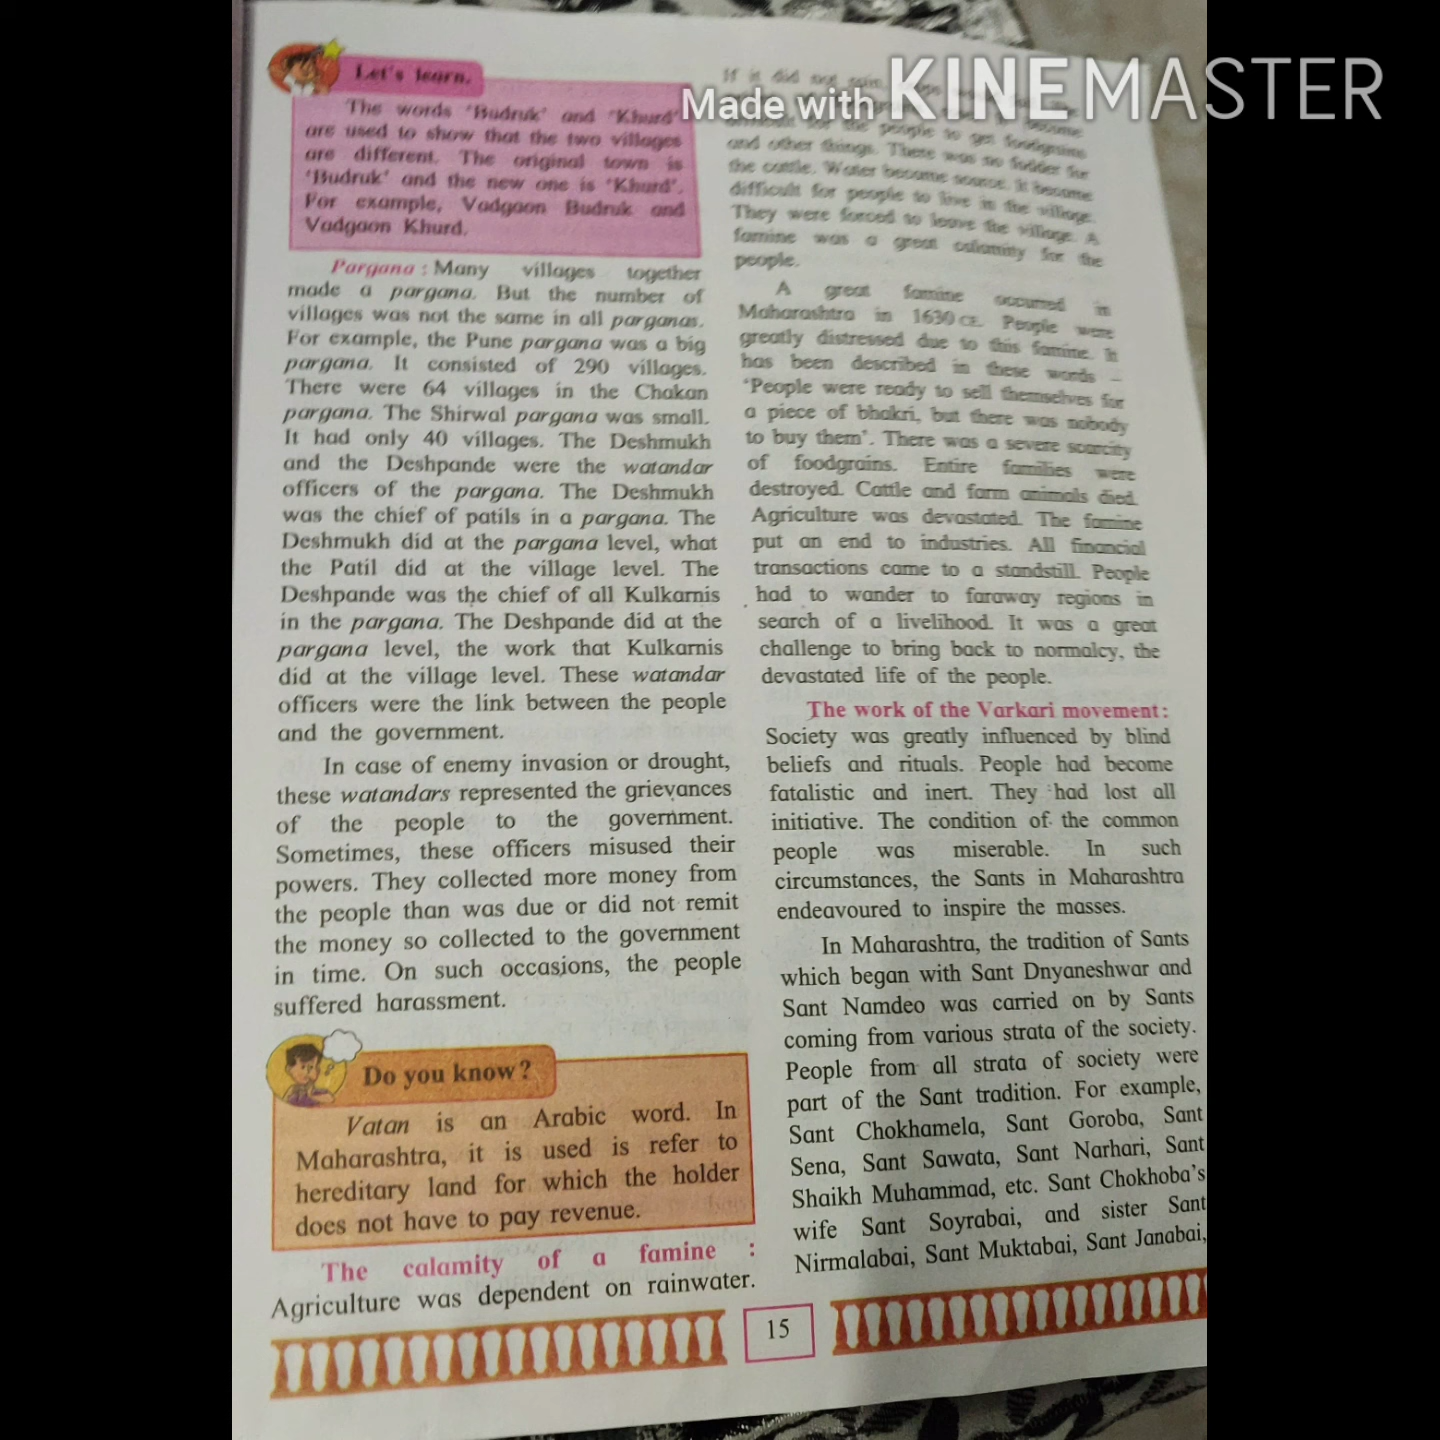 Made with KINEMASTER
Let's learn.
The words 'Budruk' and 'Khurd'
are used to show that the two villages
are different. The original town is
'Budruk' and the new one is 'Khurd'.
For example, Vadgaon Budruk and
Vadgaon Khurd.
Pargana : Many villages together
made a pargana. But the number of
villages was not the same in all parganas.
For example, the Pune pargana was a big
pargana. It consisted of 290 villages.
There were 64 villages in the Chakan
pargana. The Shirwal pargana was small.
It had only 40 villages. The Deshmukh
and the Deshpande were the watandar
officers of the pargana. The Deshmukh
was the chief of patils in a pargana. The
Deshmukh did at the pargana level, what
the Patil did at the village level. The
Deshpande was the chief of all Kulkarnis
in the pargana. The Deshpande did at the
pargana level, the work that Kulkarnis
did at the village level. These watandar
officers were the link between the people
and the government.
In case of enemy invasion or drought,
these watandars represented the grievances
of the people to the government.
Sometimes, these officers misused their
powers. They collected more money from
the people than was due or did not remit
the money so collected to the government
in time. On such occasions, the people
suffered harassment.
Do you know?
Vatan is an Arabic word. In
Maharashtra, it is used is refer to
hereditary land for which the holder
does not have to pay revenue.
The calamity of a famine :
Agriculture was dependent on rainwater.
If it did not rain
become
difficult for the people to get foodgrains
and other things. There was no fodder for
the cattle. Water became scarce. It became
difficult for people to live in the village.
They were forced to leave the village. A
famine was a great calamity for the
people.
A great famine occurred in
Maharashtra in 1630 CE. People were
greatly distressed due to this famine. It
has been described in these words –
'People were ready to sell themselves for
a piece of bhakri, but there was nobody
to buy them'. There was a severe scarcity
of foodgrains. Entire families were
destroyed. Cattle and farm animals died.
Agriculture was devastated. The famine
put an end to industries. All financial
transactions came to a standstill. People
had to wander to faraway regions in
search of a livelihood. It was a great
challenge to bring back to normalcy, the
devastated life of the people.
The work of the Varkari movement:
Society was greatly influenced by blind
beliefs and rituals. People had become
fatalistic and inert. They had lost all
initiative. The condition of the common
people was miserable. In such
circumstances, the Sants in Maharashtra
endeavoured to inspire the masses.
In Maharashtra, the tradition of Sants
which began with Sant Dnyaneshwar and
Sant Namdeo was carried on by Sants
coming from various strata of the society.
People from all strata of society were
part of the Sant tradition. For example,
Sant Chokhamela, Sant Goroba, Sant
Sena, Sant Sawata, Sant Narhari, Sant
Shaikh Muhammad, etc. Sant Chokhoba's
wife Sant Soyrabai, and sister Sant
Nirmalabai, Sant Muktabai, Sant Janabai,
15